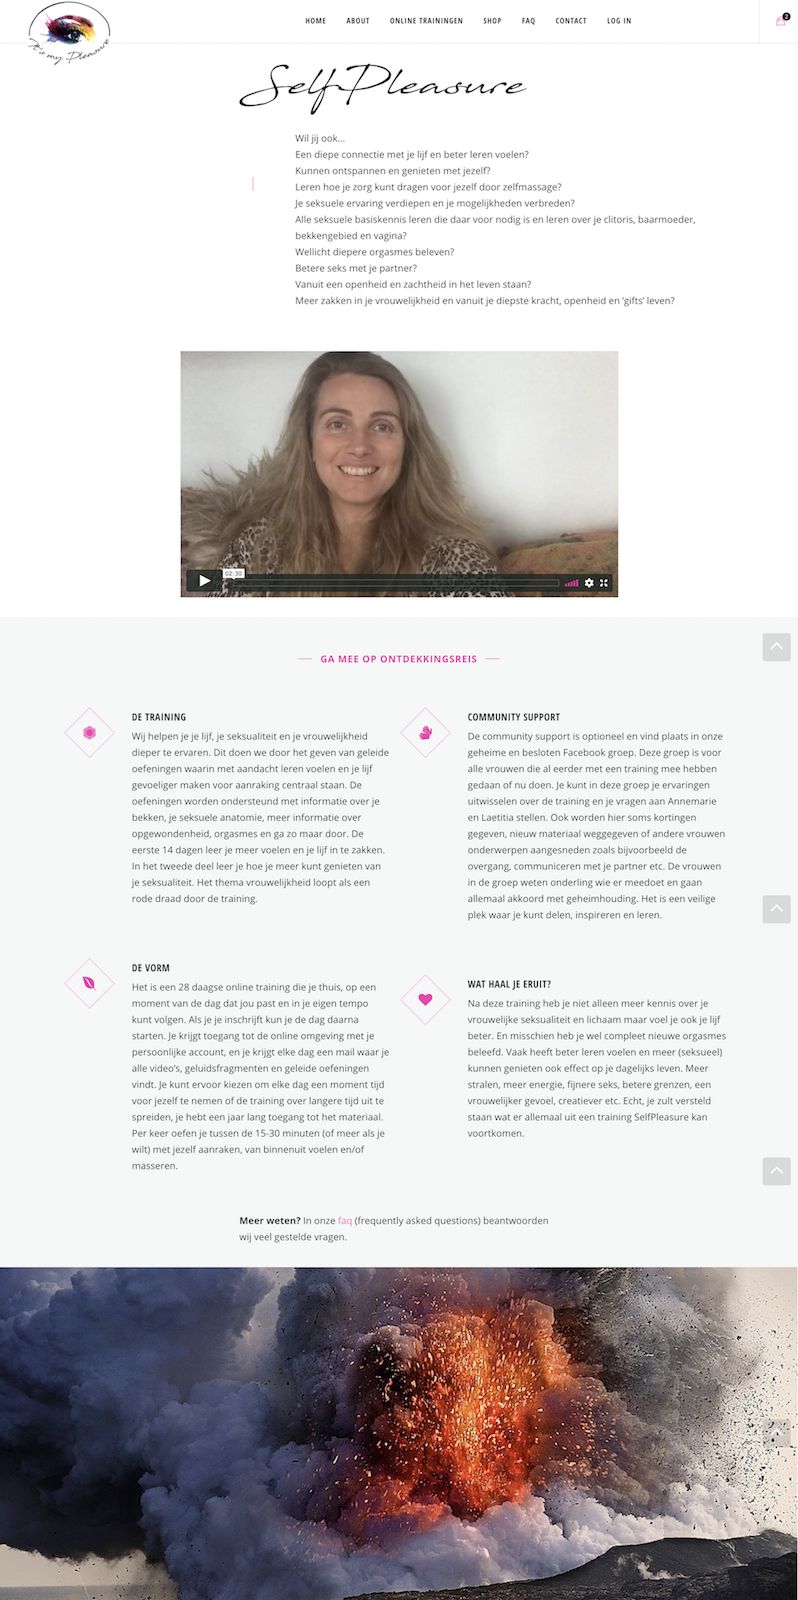 It's my Pleasure
HOME ABOUT ONLINE TRAININGEN SHOP FAQ CONTACT LOG IN
2
SelfPleasure
Wil jij ook...
Een diepe connectie met je lijf en beter leren voelen?
Kunnen ontspannen en genieten met jezelf?
Leren hoe je zorg kunt dragen voor jezelf door zelfmassage?
Je seksuele ervaring verdiepen en je mogelijkheden verbreden?
Alle seksuele basiskennis leren die daar voor nodig is en leren over je clitoris, baarmoeder,
bekkengebied en vagina?
Wellicht diepere orgasmes beleven?
Betere seks met je partner?
Vanuit een openheid en zachtheid in het leven staan?
Meer zakken in je vrouwelijkheid en vanuit je diepste kracht, openheid en ‘gifts’ leven?
02:30
GA MEE OP ONTDEKKINGSREIS
DE TRAINING
Wij helpen je je lijf, je seksualiteit en je vrouwelijkheid
dieper te ervaren. Dit doen we door het geven van geleide
oefeningen waarin met aandacht leren voelen en je lijf
gevoeliger maken voor aanraking centraal staan. De
oefeningen worden ondersteund met informatie over je
bekken, je seksuele anatomie, meer informatie over
opgewondenheid, orgasmes en ga zo maar door. De
eerste 14 dagen leer je meer voelen en je lijf in te zakken.
In het tweede deel leer je hoe je meer kunt genieten van
je seksualiteit. Het thema vrouwelijkheid loopt als een
rode draad door de training.
COMMUNITY SUPPORT
De community support is optioneel en vind plaats in onze
geheime en besloten Facebook groep. Deze groep is voor
alle vrouwen die al eerder met een training mee hebben
gedaan of nu doen. Je kunt in deze groep je ervaringen
uitwisselen over de training en je vragen aan Annemarie
en Laetitia stellen. Ook worden hier soms kortingen
gegeven, nieuw materiaal weggegeven of andere vrouwen
onderwerpen aangesneden zoals bijvoorbeeld de
overgang, communiceren met je partner etc. De vrouwen
in de groep weten onderling wie er meedoet en gaan
allemaal akkoord met geheimhouding. Het is een veilige
plek waar je kunt delen, inspireren en leren.
DE VORM
Het is een 28 daagse online training die je thuis, op een
moment van de dag dat jou past en in je eigen tempo
kunt volgen. Als je je inschrijft kun je de dag daarna
starten. Je krijgt toegang tot de online omgeving met je
persoonlijke account, en je krijgt elke dag een mail waar je
alle video’s, geluidsfragmenten en geleide oefeningen
vindt. Je kunt ervoor kiezen om elke dag een moment tijd
voor jezelf te nemen of de training over langere tijd uit te
spreiden, je hebt een jaar lang toegang tot het materiaal.
Per keer oefen je tussen de 15-30 minuten (of meer als je
wilt) met jezelf aanraken, van binnenuit voelen en/of
masseren.
WAT HAAL JE ERUIT?
Na deze training heb je niet alleen meer kennis over je
vrouwelijke seksualiteit en lichaam maar voel je ook je lijf
beter. En misschien heb je wel compleet nieuwe orgasmes
beleefd. Vaak heeft beter leren voelen en meer (seksueel)
kunnen genieten ook effect op je dagelijks leven. Meer
stralen, meer energie, fijnere seks, betere grenzen, een
vrouwelijker gevoel, creatiever etc. Echt, je zult versteld
staan wat er allemaal uit een training SelfPleasure kan
voortkomen.
Meer weten? In onze faq (frequently asked questions) beantwoorden
wij veel gestelde vragen.